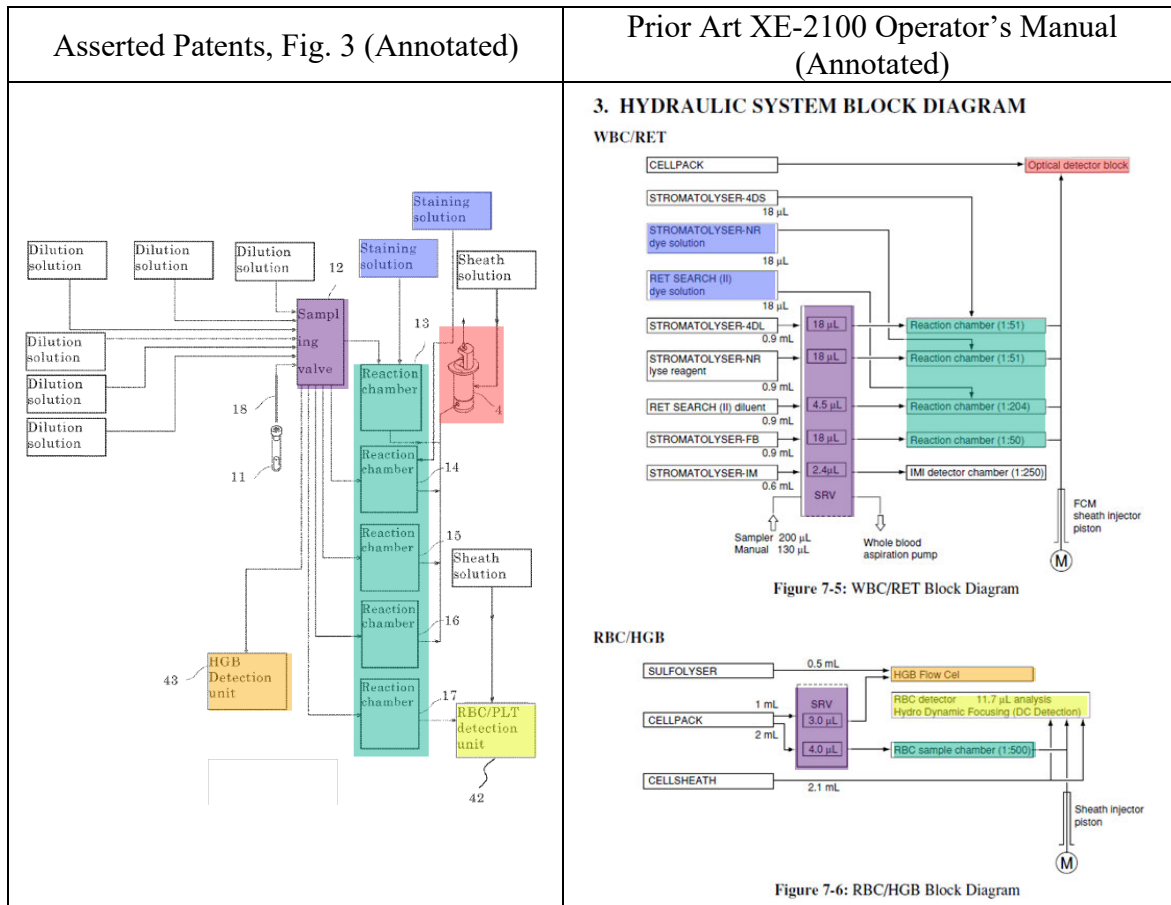 Asserted Patents, Fig. 3 (Annotated)
Prior Art XE-2100 Operator's Manual
(Annotated)
Staining
solution
Staining
solution
Dilution
solution
Dilution
solution
Dilution
solution
Sheath
solution
12
Sampl
ing
valve
13
Dilution
solution
Dilution
solution
Dilution
solution
Reaction
chamber
18
4
11
Reaction
chamber
14
Reaction
chamber
15
Sheath
solution
Reaction
chamber
16
HGB
Detection
unit
43
Reaction
chamber
17
RBC/PLT
detection
unit
42
3. HYDRAULIC SYSTEM BLOCK DIAGRAM
WBC/RET
CELLPACK
Optical detector block
STROMATOLYSER-4DS
18 µL
STROMATOLYSER-NR
dye solution
18 µL
RET SEARCH (II)
dye solution
18 µL
STROMATOLYSER-4DL
18 µL
Reaction chamber (1:51)
0.9 mL
STROMATOLYSER-NR
lyse reagent
18 µL
Reaction chamber (1:51)
0.9 mL
RET SEARCH (II) diluent
4.5 µL
Reaction chamber (1:204)
0.9 mL
STROMATOLYSER-FB
18 µL
Reaction chamber (1:50)
0.9 mL
STROMATOLYSER-IM
2.4µL
IMI detector chamber (1:250)
0.6 mL
SRV
FCM
sheath injector
piston
Sampler 200 µL
Manual 130 µL
Whole blood
aspiration pump
M
Figure 7-5: WBC/RET Block Diagram
RBC/HGB
SULFOLYSER
0.5 mL
HGB Flow Cel
RBC detector 11.7 µL analysis
Hydro Dynamic Focusing (DC Detection)
1 mL
SRV
3.0 µL
CELLPACK
2 mL
4.0 µL
RBC sample chamber (1:500)
CELLSHEATH
2.1 mL
Sheath injector
piston
M
Figure 7-6: RBC/HGB Block Diagram